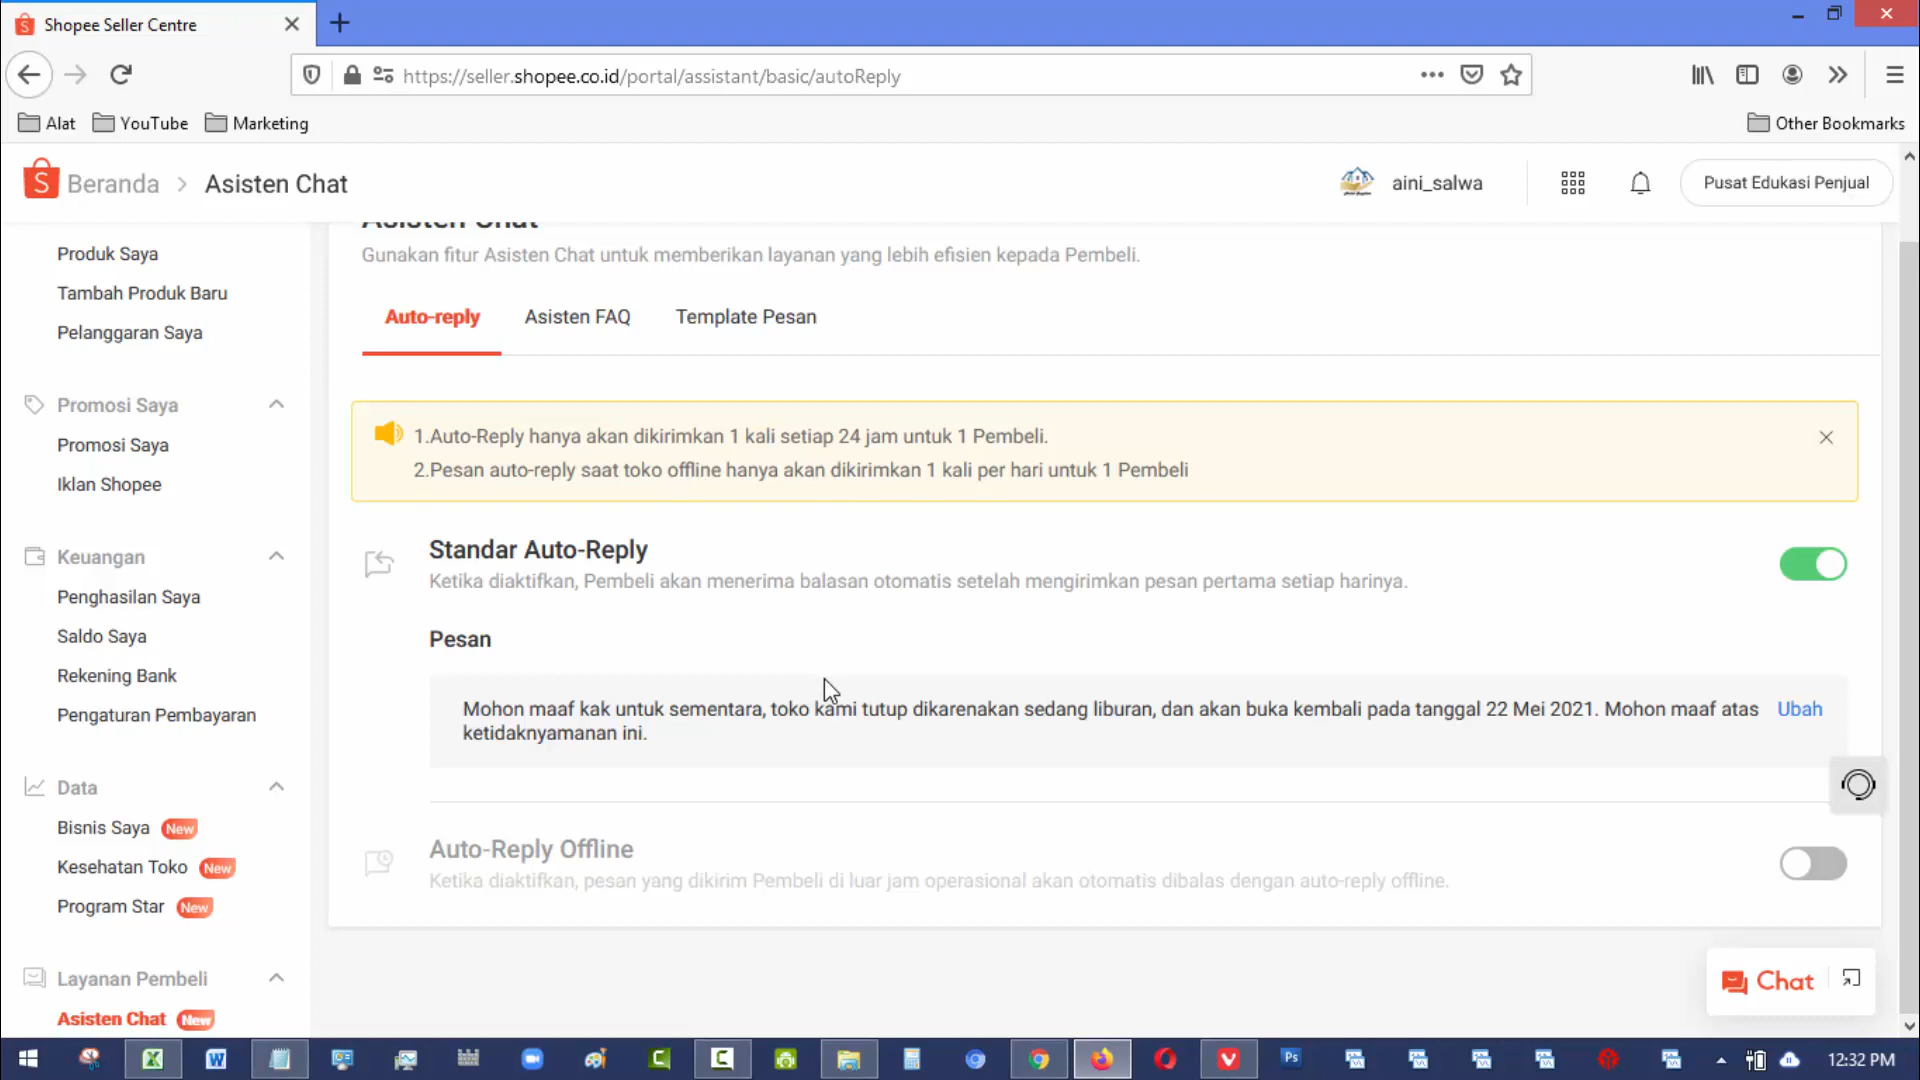 Shopee Seller Centre
https://seller.shopee.co.id/portal/assistant/basic/autoReply
Alat
YouTube
Marketing
Other Bookmarks
Beranda > Asisten Chat
aini_salwa
Pusat Edukasi Penjual
Produk Saya
Tambah Produk Baru
Pelanggaran Saya
Promosi Saya
Promosi Saya
Iklan Shopee
Keuangan
Penghasilan Saya
Saldo Saya
Rekening Bank
Pengaturan Pembayaran
Data
Bisnis Saya New
Kesehatan Toko New
Program Star New
Layanan Pembeli
Asisten Chat New
Asisten Chat
Gunakan fitur Asisten Chat untuk memberikan layanan yang lebih efisien kepada Pembeli.
Auto-reply
Asisten FAQ
Template Pesan
1.Auto-Reply hanya akan dikirimkan 1 kali setiap 24 jam untuk 1 Pembeli.
2.Pesan auto-reply saat toko offline hanya akan dikirimkan 1 kali per hari untuk 1 Pembeli
Standar Auto-Reply
Ketika diaktifkan, Pembeli akan menerima balasan otomatis setelah mengirimkan pesan pertama setiap harinya.
Pesan
Mohon maaf kak untuk sementara, toko kami tutup dikarenakan sedang liburan, dan akan buka kembali pada tanggal 22 Mei 2021. Mohon maaf atas
ketidaknyamanan ini.
Ubah
Auto-Reply Offline
Ketika diaktifkan, pesan yang dikirim Pembeli di luar jam operasional akan otomatis dibalas dengan auto-reply offline.
Chat
12:32 PM